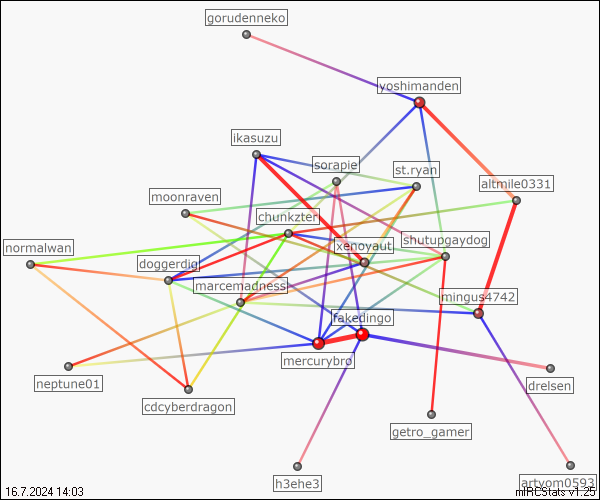 gorudenneko
yoshimanden
ikasuzu
sorapie
st.ryan
altmile0331
moonraven
chunkzter
shutupgaydog
normalwan
xenoyaut
doggerdig
marcemadness
mingus4742
fakedingo
mercurybro
neptune01
drelsen
cdcyberdragon
getro_gamer
h3ehe3
artyom0593
16.7.2024 14:03
mIRCStats v1.25